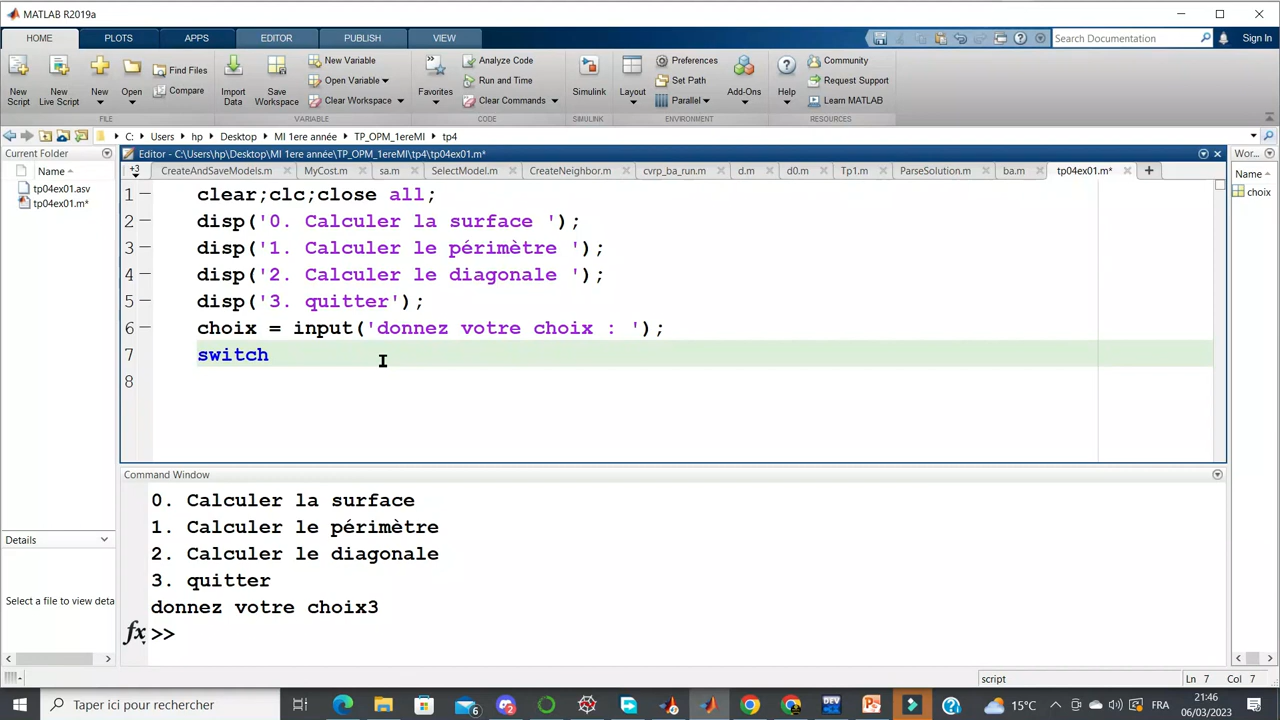 MATLAB R2019a
HOME PLOTS APPS EDITOR PUBLISH VIEW Search Documentation Sign In
New Script New Live Script New Open Find Files Compare Import Data Save Workspace New Variable Open Variable Clear Workspace Favorites Analyze Code Run and Time Clear Commands Simulink Layout Preferences Set Path Parallel Add-Ons Help Community Request Support Learn MATLAB
FILE VARIABLE CODE SIMULINK ENVIRONMENT RESOURCES
C: Users hp Desktop MI 1ere année TP_OPM_1ereMI tp4
Current Folder
Name
tp04ex01.asv
tp04ex01.m*
Details
Select a file to view deta
Editor - C:\Users\hp\Desktop\MI 1ere année\TP_OPM_1ereMI\tp4\tp04ex01.m*
+3 CreateAndSaveModels.m MyCost.m sa.m SelectModel.m CreateNeighbor.m cvrp_ba_run.m d.m d0.m Tp1.m ParseSolution.m ba.m tp04ex01.m*
1 clear;clc;close all;
2 disp('0. Calculer la surface ');
3 disp('1. Calculer le périmètre ');
4 disp('2. Calculer le diagonale ');
5 disp('3. quitter');
6 choix = input('donnez votre choix : ');
7 switch
8
Command Window
0. Calculer la surface
1. Calculer le périmètre
2. Calculer le diagonale
3. quitter
donnez votre choix3
fx >>
Wor...
Name
choix
script Ln 7 Col 7
Taper ici pour rechercher
15°C FRA 21:46 06/03/2023